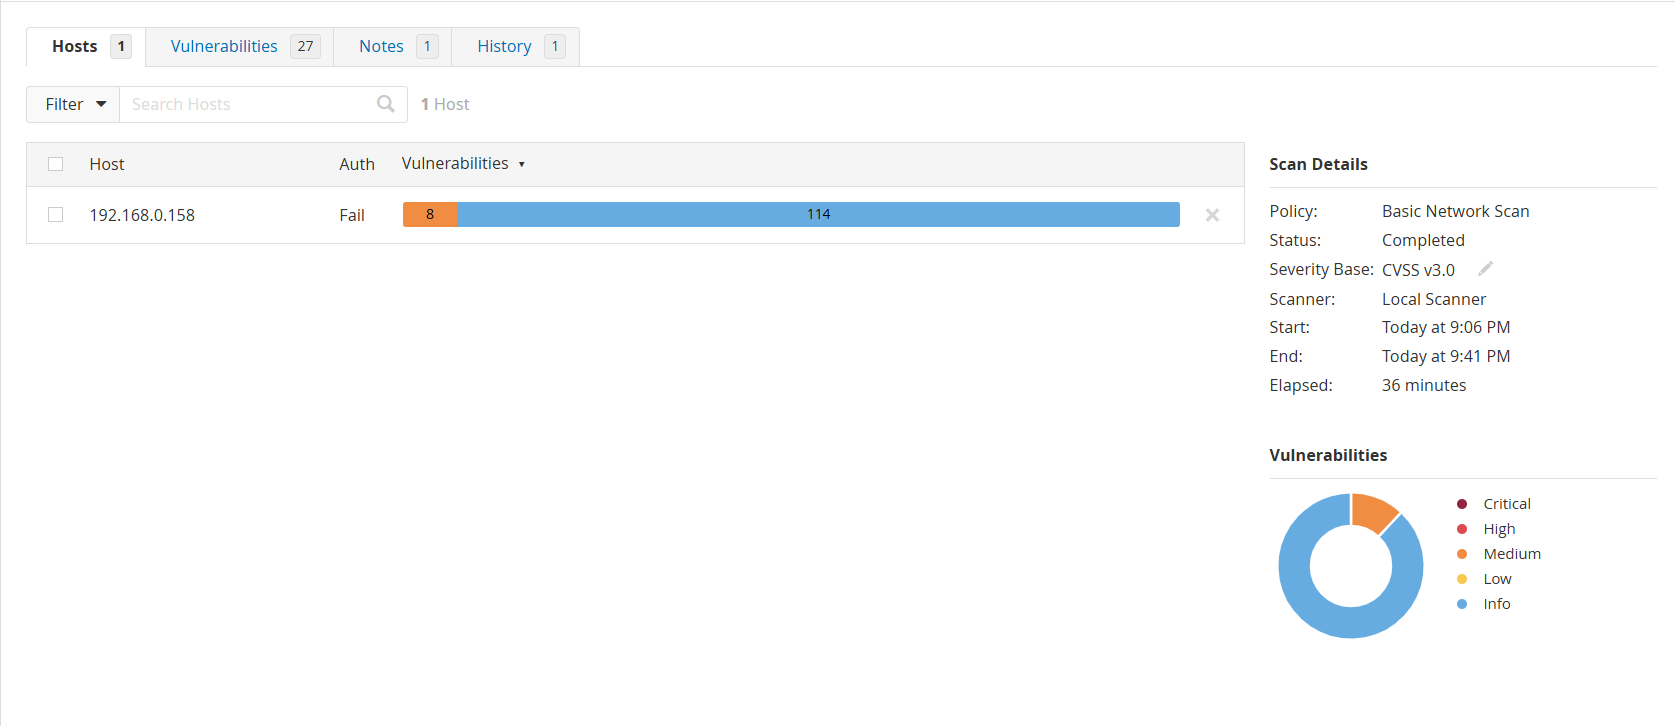 Hosts 1 Vulnerabilities 27 Notes 1 History 1
Filter Search Hosts 1 Host
Host Auth Vulnerabilities
192.168.0.158 Fail 8 114
Scan Details
Policy: Basic Network Scan
Status: Completed
Severity Base: CVSS v3.0
Scanner: Local Scanner
Start: Today at 9:06 PM
End: Today at 9:41 PM
Elapsed: 36 minutes
Vulnerabilities
Critical
High
Medium
Low
Info